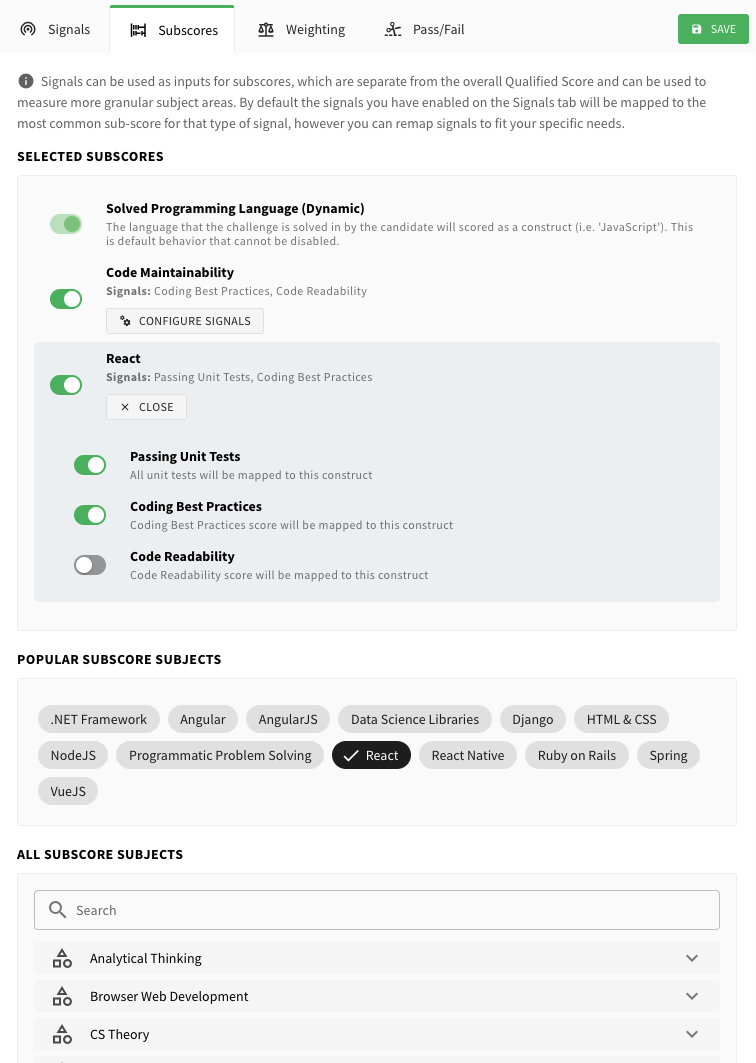 Signals
Subscores
Weighting
Pass/Fail
SAVE
Signals can be used as inputs for subscores, which are separate from the overall Qualified Score and can be used to
measure more granular subject areas. By default the signals you have enabled on the Signals tab will be mapped to the
most common sub-score for that type of signal, however you can remap signals to fit your specific needs.
SELECTED SUBSCORES
Solved Programming Language (Dynamic)
The language that the challenge is solved in by the candidate will scored as a construct (i.e. 'JavaScript'). This
is default behavior that cannot be disabled.
Code Maintainability
Signals: Coding Best Practices, Code Readability
CONFIGURE SIGNALS
React
Signals: Passing Unit Tests, Coding Best Practices
CLOSE
Passing Unit Tests
All unit tests will be mapped to this construct
Coding Best Practices
Coding Best Practices score will be mapped to this construct
Code Readability
Code Readability score will be mapped to this construct
POPULAR SUBSCORE SUBJECTS
.NET Framework
Angular
AngularJS
Data Science Libraries
Django
HTML & CSS
NodeJS
Programmatic Problem Solving
React
React Native
Ruby on Rails
Spring
VueJS
ALL SUBSCORE SUBJECTS
Search
Analytical Thinking
Browser Web Development
CS Theory